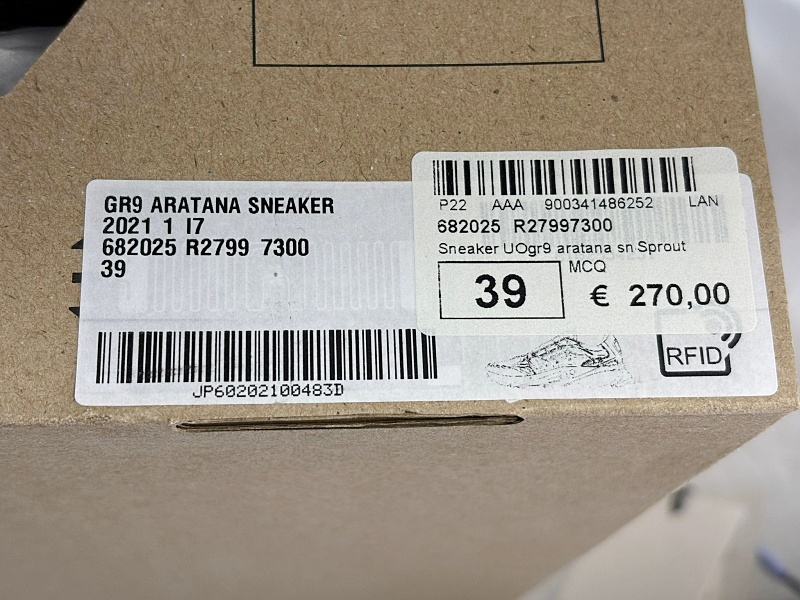 GR9 ARATANA SNEAKER
2021 1 I7
682025 R2799 7300
39
JP60202100483D
P22 AAA 900341486252 LAN
682025 R27997300
Sneaker UOgr9 aratana sn Sprout
MCQ
39
€ 270,00
RFID